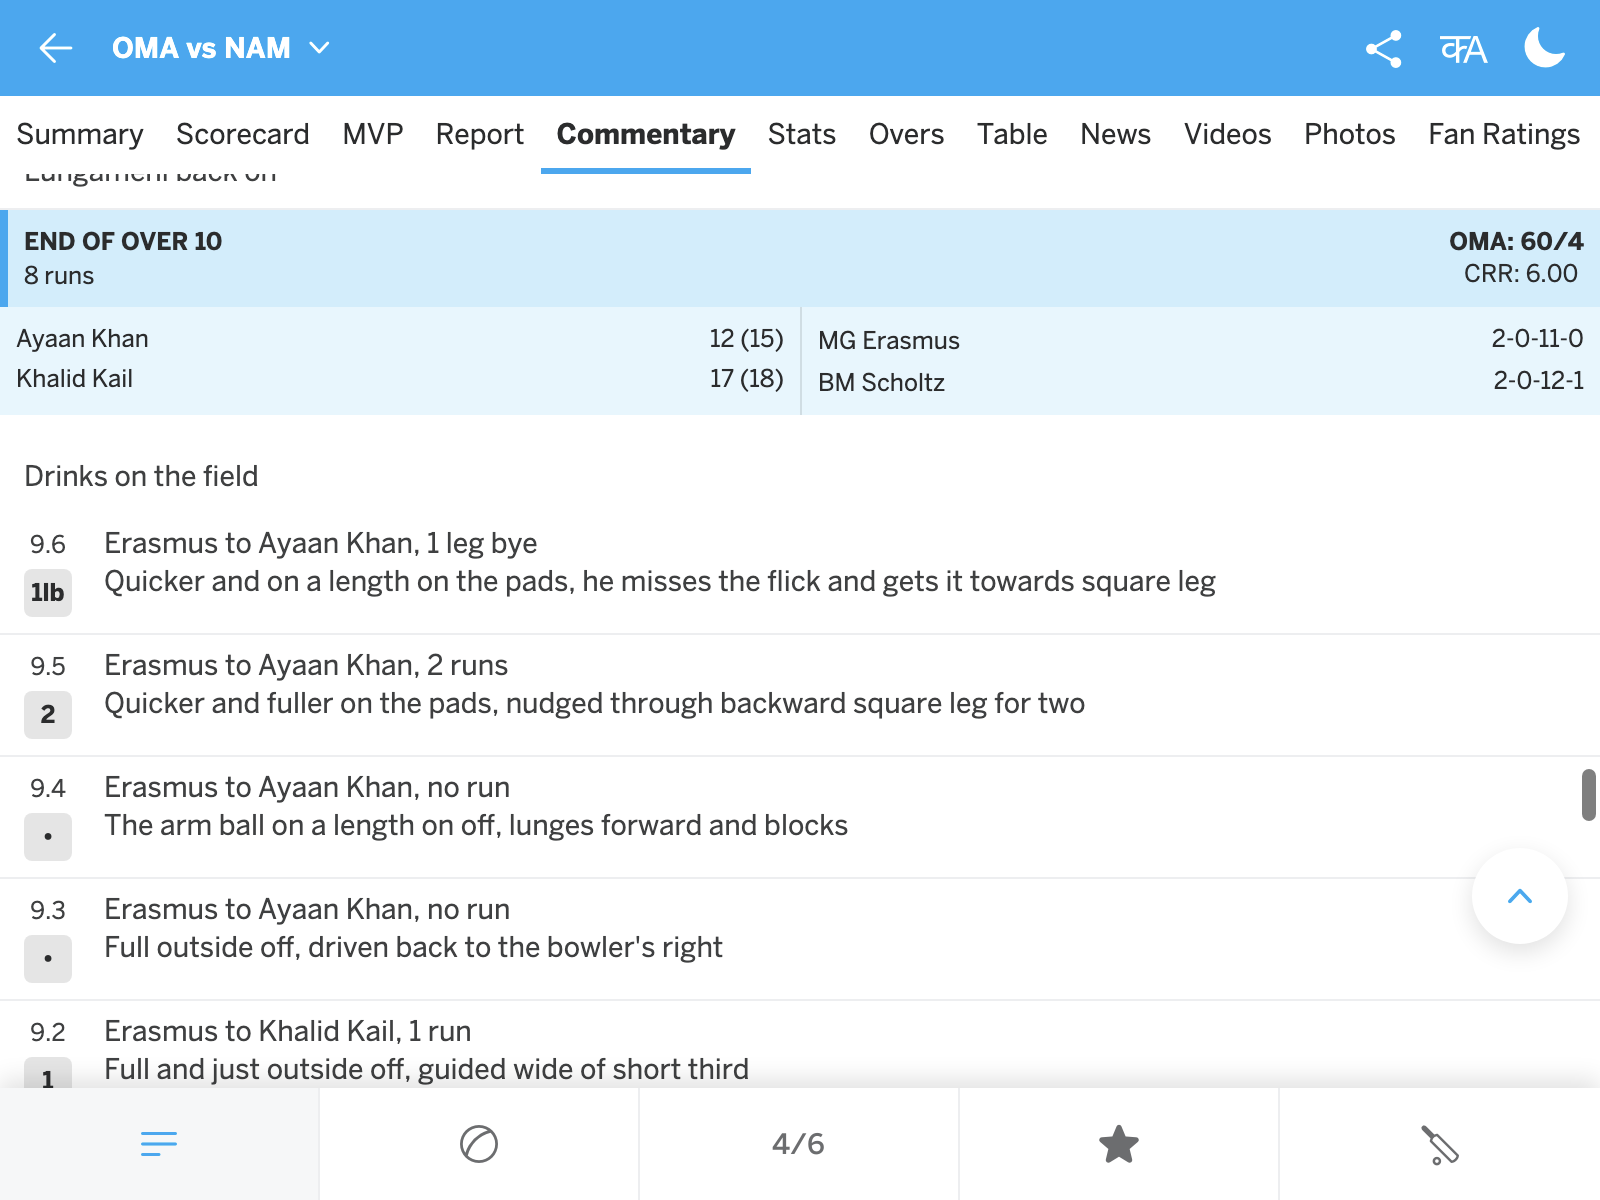 OMA vs NAM
क A
Summary Scorecard MVP Report Commentary Stats Overs Table News Videos Photos Fan Ratings
Lungameni back on
END OF OVER 10 OMA: 60/4
8 runs CRR: 6.00
Ayaan Khan 12 (15) MG Erasmus 2-0-11-0
Khalid Kail 17 (18) BM Scholtz 2-0-12-1
Drinks on the field
9.6 Erasmus to Ayaan Khan, 1 leg bye
1lb Quicker and on a length on the pads, he misses the flick and gets it towards square leg
9.5 Erasmus to Ayaan Khan, 2 runs
2 Quicker and fuller on the pads, nudged through backward square leg for two
9.4 Erasmus to Ayaan Khan, no run
• The arm ball on a length on off, lunges forward and blocks
9.3 Erasmus to Ayaan Khan, no run
• Full outside off, driven back to the bowler's right
9.2 Erasmus to Khalid Kail, 1 run
1 Full and just outside off, guided wide of short third
4/6